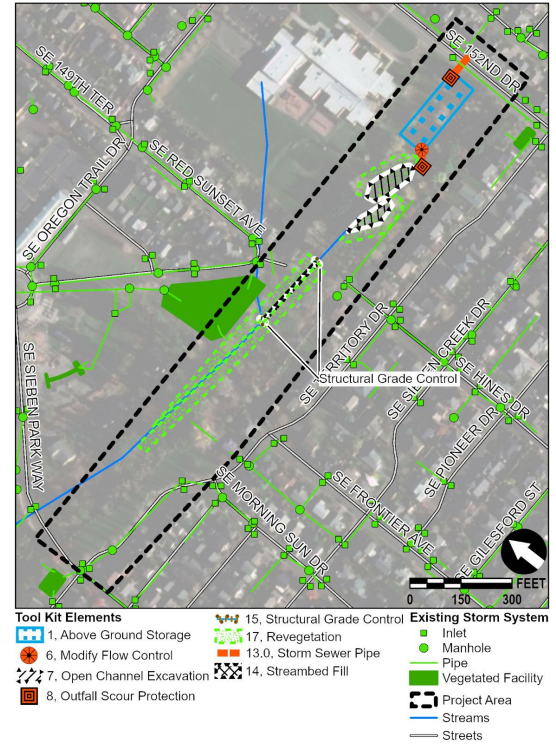 SE 152ND DR
SE 149TH TER
SE RED SUNSET AVE
SE OREGON TRAIL DR
SE TERRITORY DR
SE SIEBEN CREEK DR
Structural Grade Control
SE HINES DR
SE SIEBEN PARK WAY
SE PIONEER DR
SE MORNING SUN DR
SE FRONTIER AVE
SE GILESFORD ST
FEET
0 150 300
Tool Kit Elements
1, Above Ground Storage
6, Modify Flow Control
7, Open Channel Excavation
8, Outfall Scour Protection
15, Structural Grade Control
17, Revegetation
13.0, Storm Sewer Pipe
14, Streambed Fill
Existing Storm System
Inlet
Manhole
Pipe
Vegetated Facility
Project Area
Streams
Streets